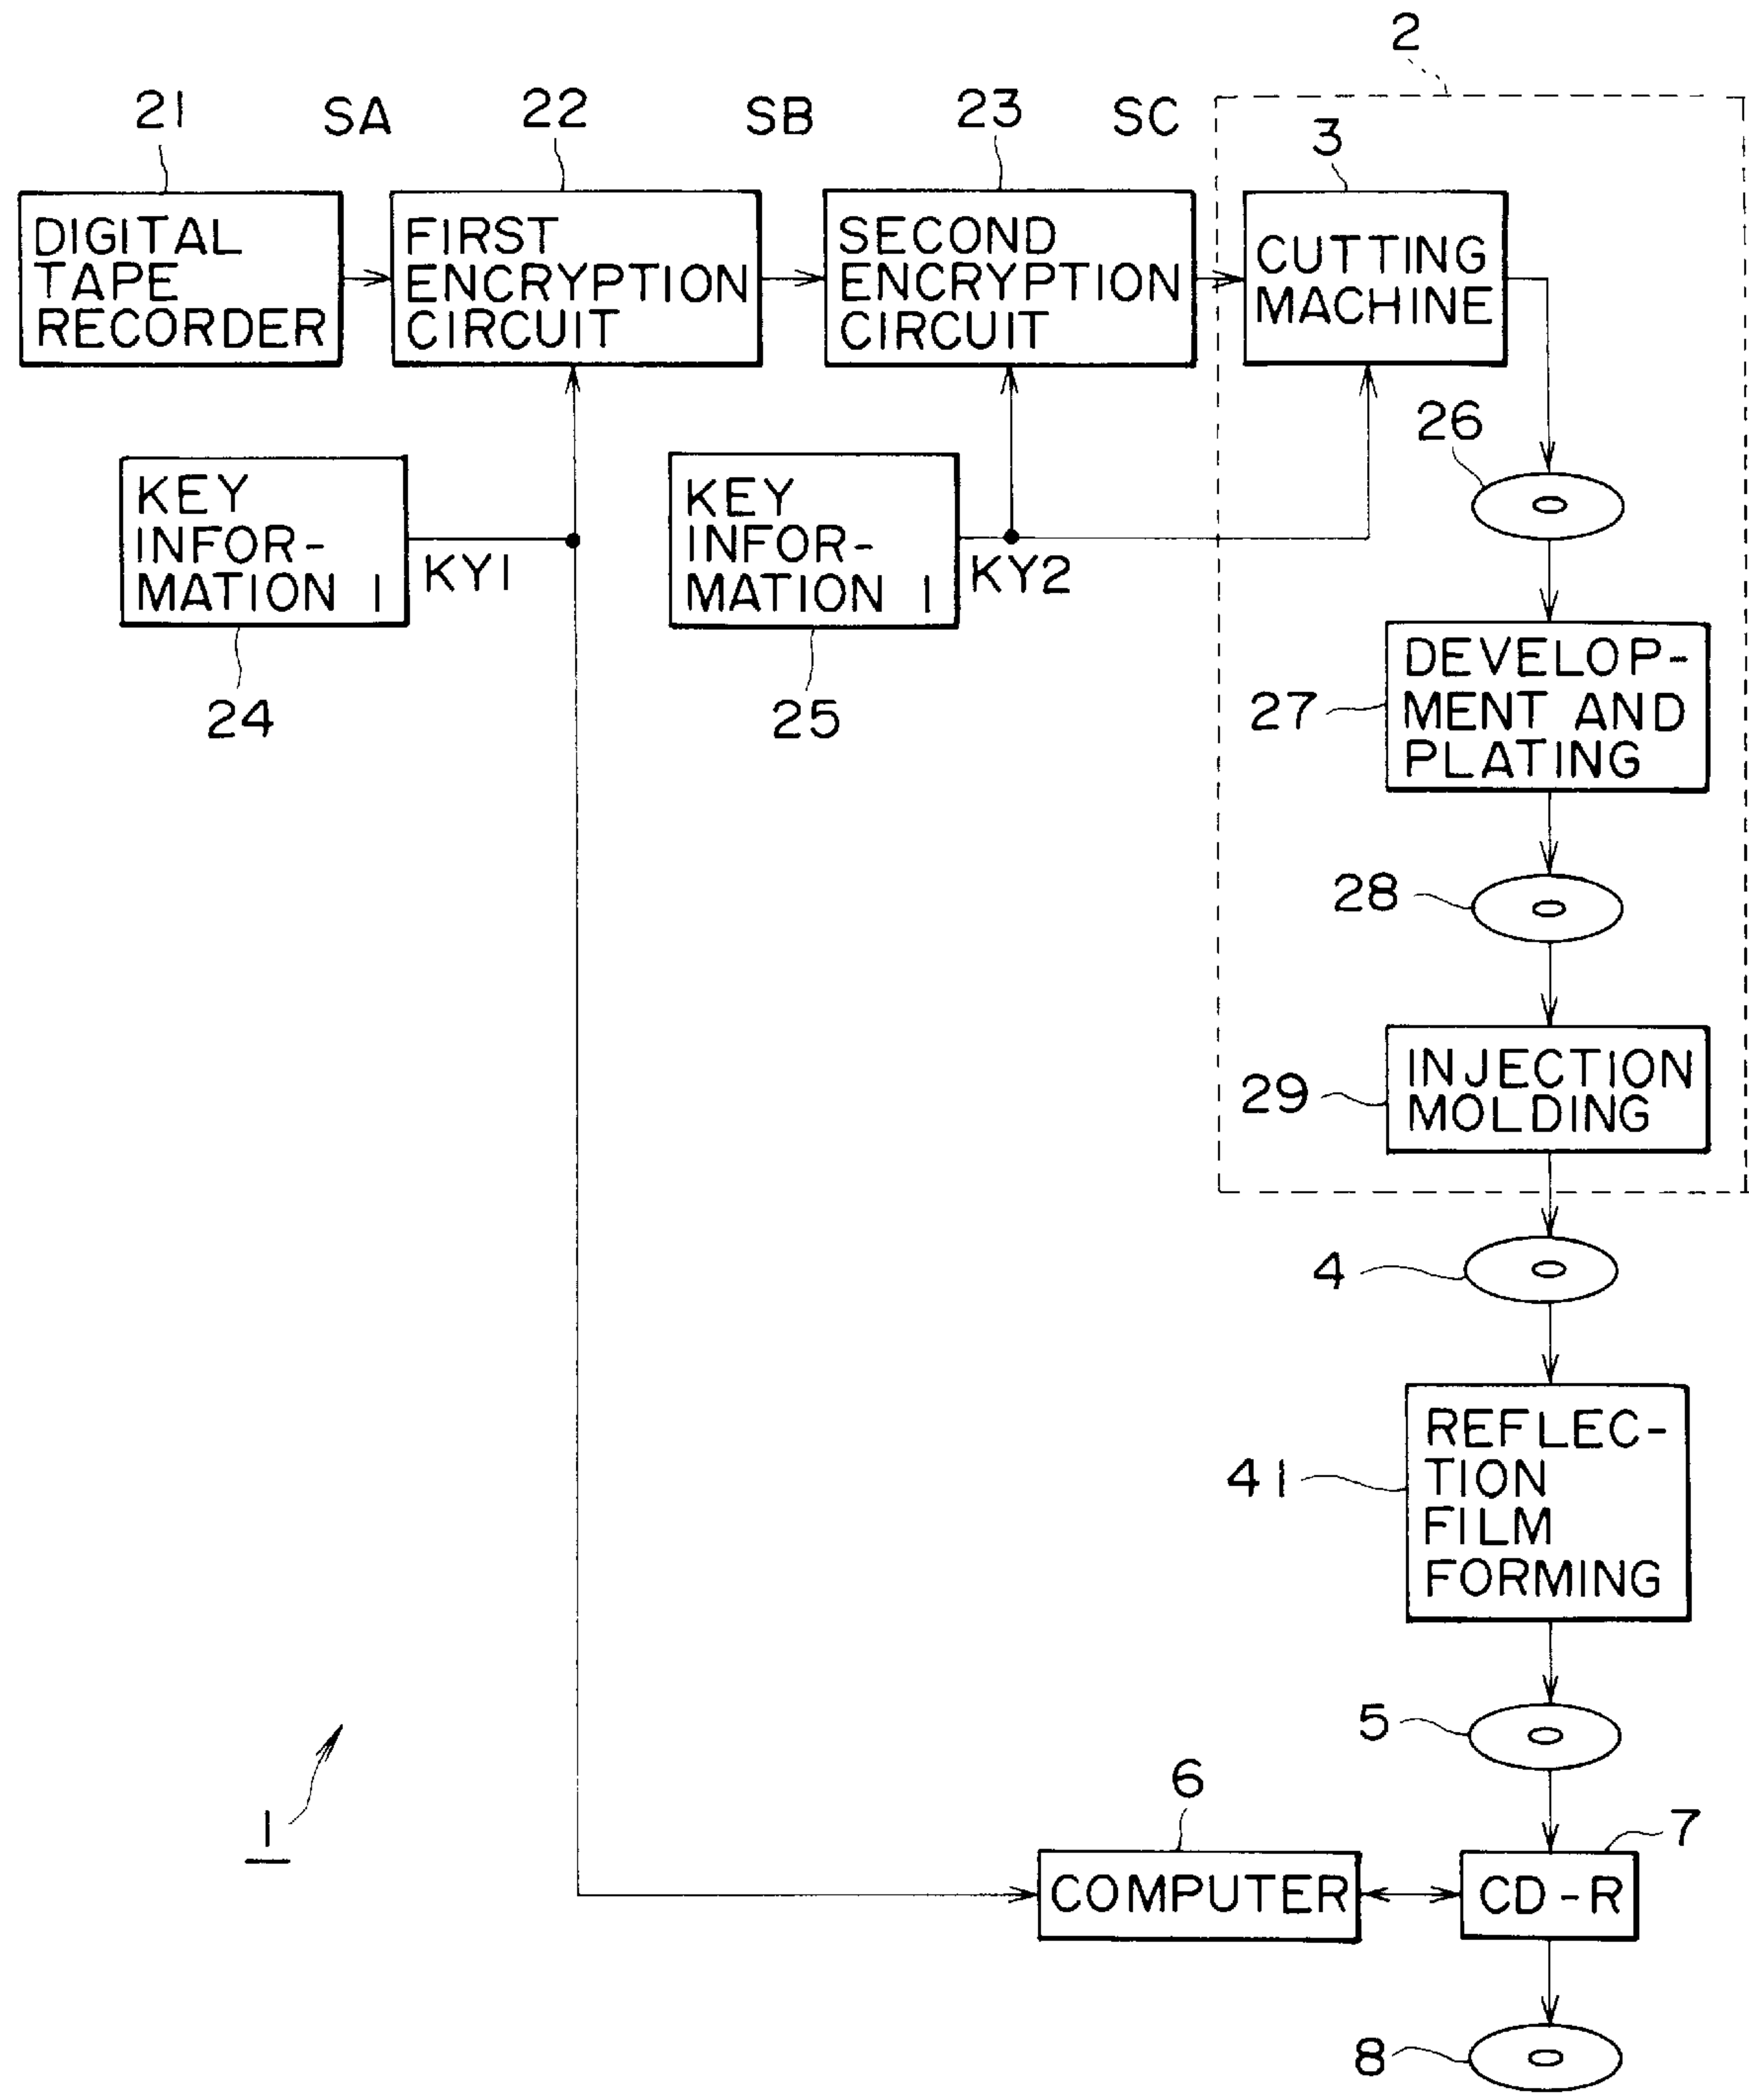 2
21
SA
22
SB
23
SC
3
DIGITAL
TAPE
RECORDER
FIRST
ENCRYPTION
CIRCUIT
SECOND
ENCRYPTION
CIRCUIT
CUTTING
MACHINE
26
KEY
INFOR-
MATION 1
KY1
24
KEY
INFOR-
MATION 1
KY2
25
27
DEVELOP-
MENT AND
PLATING
28
29
INJECTION
MOLDING
4
41
REFLEC-
TION
FILM
FORMING
5
1
6
7
COMPUTER
CD-R
8